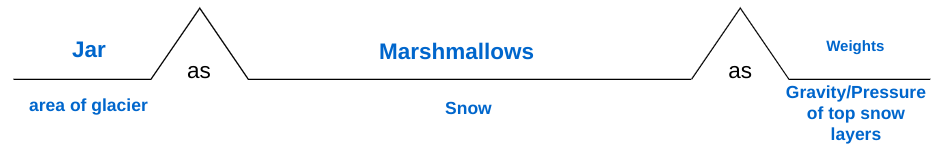 Jar
as
Marshmallows
as
Weights
area of glacier
Snow
Gravity/Pressure
of top snow
layers